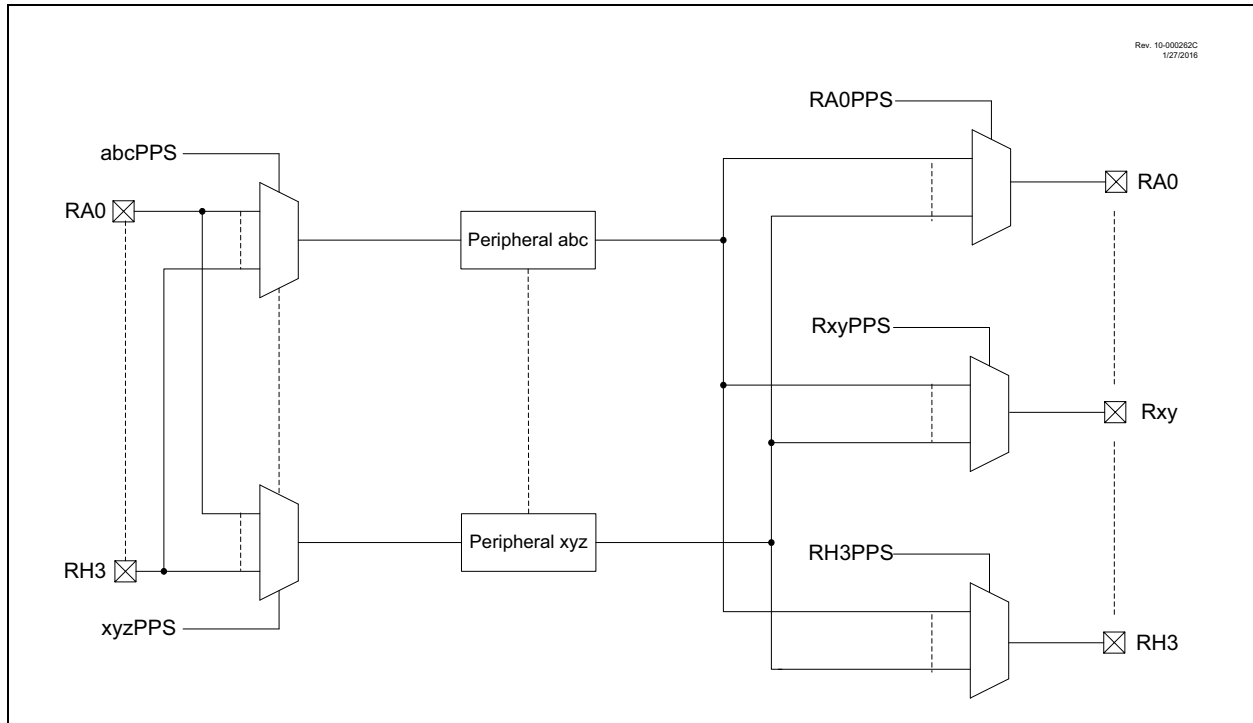 Rev. 10-000262C
1/27/2016
RA0PPS
abcPPS
RA0
RA0
Peripheral abc
RxyPPS
Rxy
Peripheral xyz
RH3PPS
RH3
xyzPPS
RH3